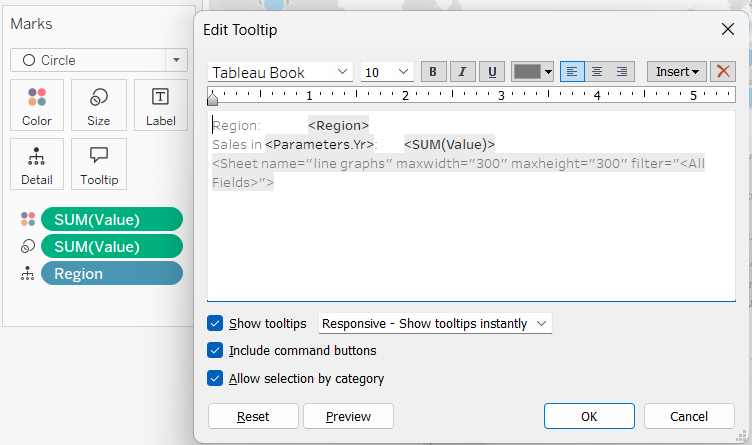 Marks
Circle
Color
Size
Label
Detail
Tooltip
SUM(Value)
SUM(Value)
Region
Edit Tooltip
Tableau Book 10 B I U Insert
1 2 3 4 5
Region: <Region>
Sales in <Parameters.Yr>: <SUM(Value)>
<Sheet name="line graphs" maxwidth="300" maxheight="300" filter="<All
Fields>">
Show tooltips Responsive - Show tooltips instantly
Include command buttons
Allow selection by category
Reset Preview OK Cancel